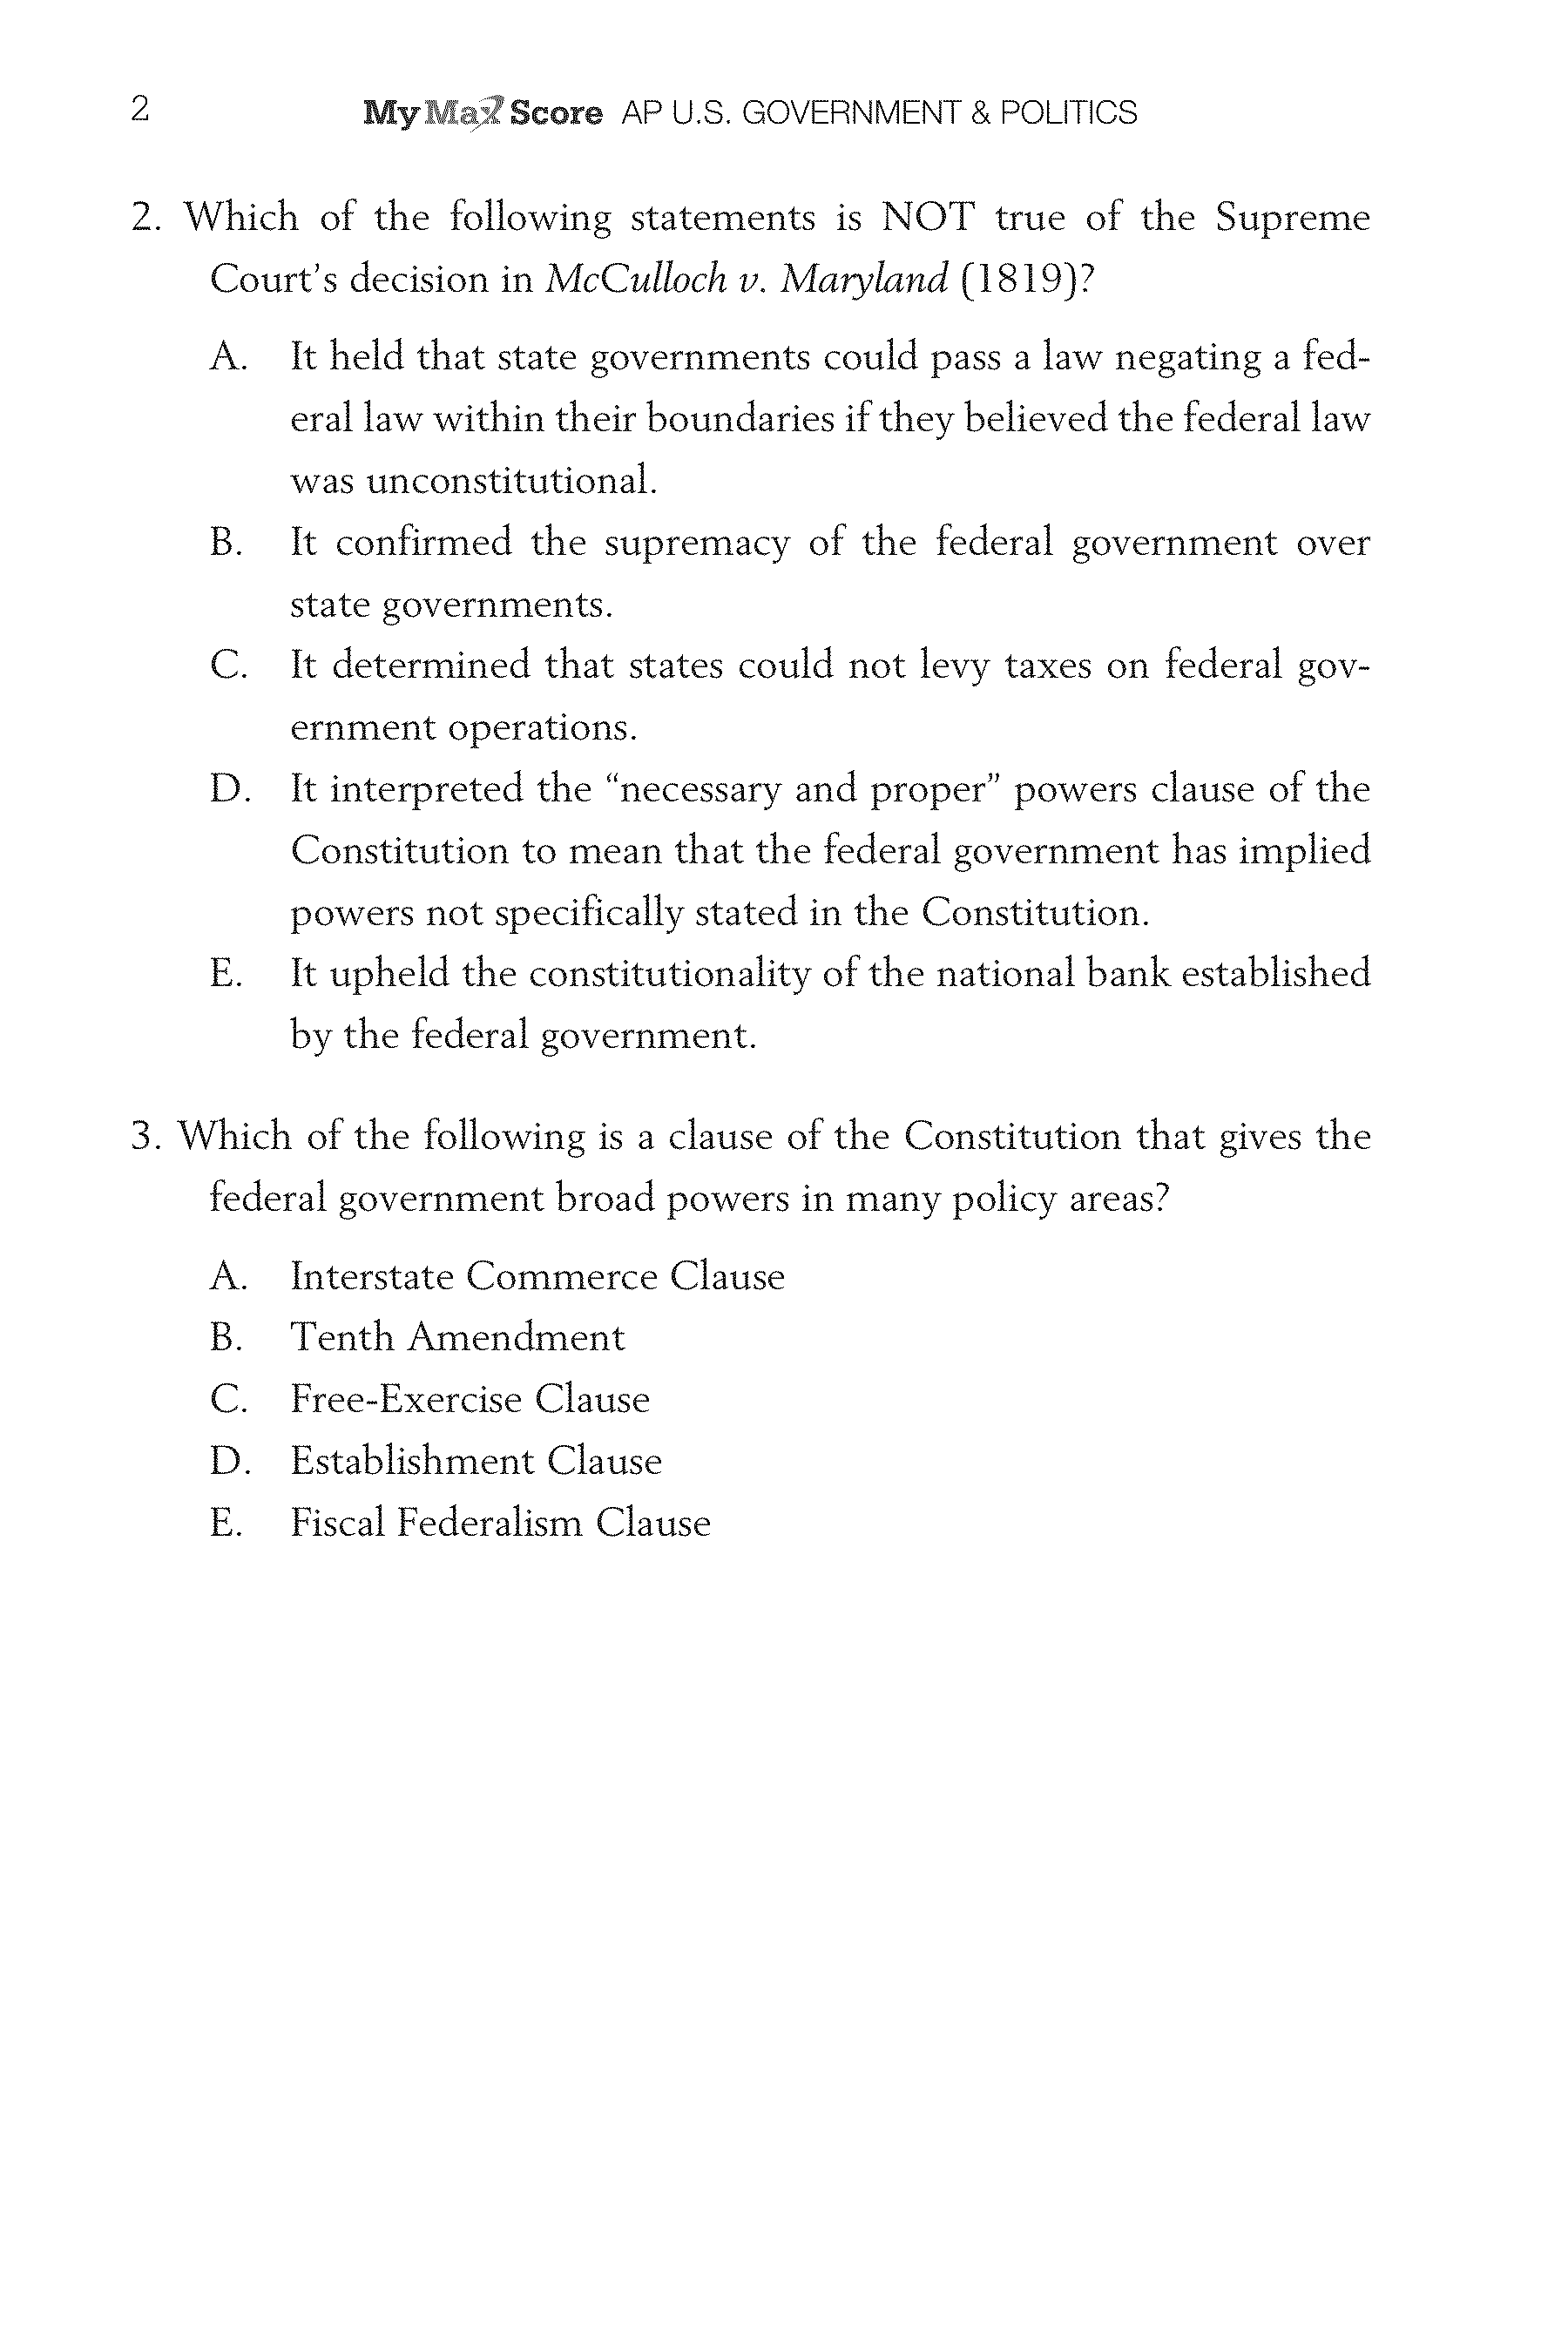 2
My Max Score AP U.S. GOVERNMENT & POLITICS
2. Which of the following statements is NOT true of the Supreme
Court's decision in McCulloch v. Maryland (1819)?
A. It held that state governments could pass a law negating a fed-
eral law within their boundaries if they believed the federal law
was unconstitutional.
B. It confirmed the supremacy of the federal government over
state governments.
C. It determined that states could not levy taxes on federal gov-
ernment operations.
D. It interpreted the “necessary and proper” powers clause of the
Constitution to mean that the federal government has implied
powers not specifically stated in the Constitution.
E. It upheld the constitutionality of the national bank established
by the federal government.
3. Which of the following is a clause of the Constitution that gives the
federal government broad powers in many policy areas?
A. Interstate Commerce Clause
B. Tenth Amendment
C. Free-Exercise Clause
D. Establishment Clause
E. Fiscal Federalism Clause